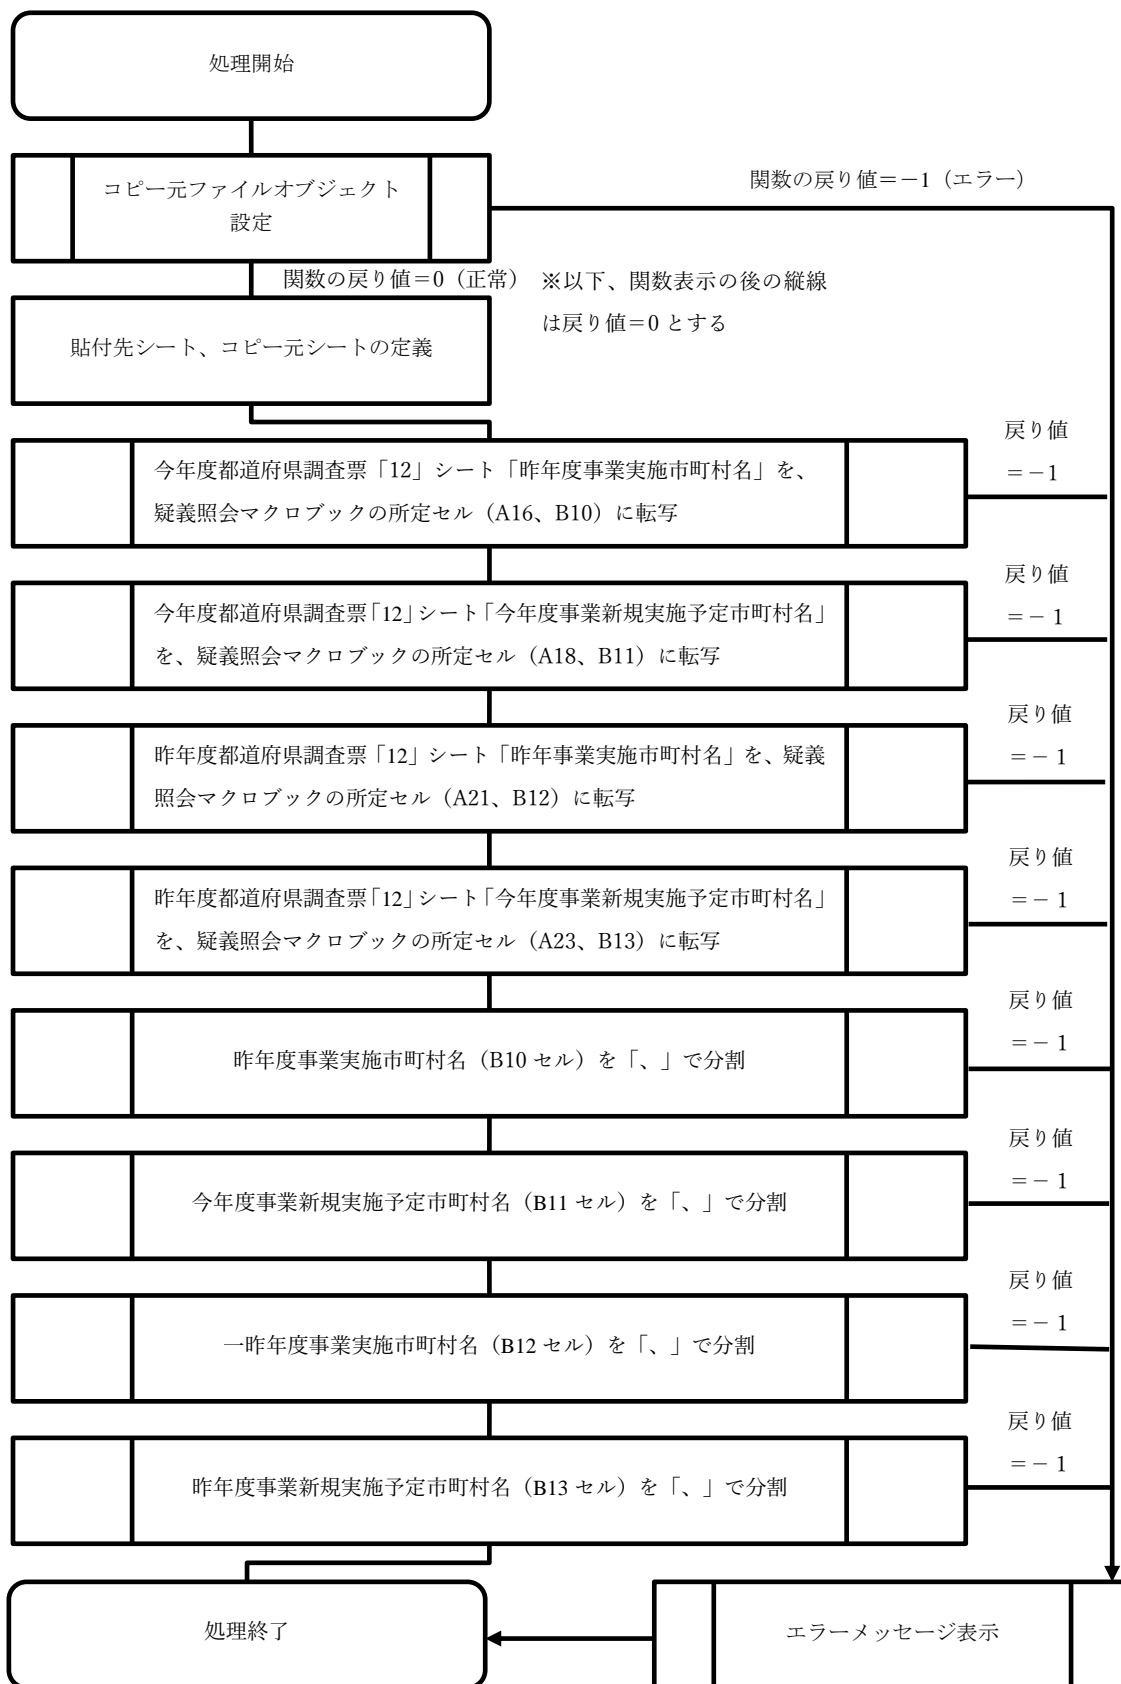 処理開始
コピー元ファイルオブジェクト
設定
関数の戻り値＝－1（エラー）
関数の戻り値＝0（正常）
※以下、関数表示の後の縦線
は戻り値＝0 とする
貼付先シート、コピー元シートの定義
今年度都道府県調査票「12」シート「昨年度事業実施市町村名」を、
疑義照会マクロブックの所定セル（A16、B10）に転写
戻り値
＝－1
今年度都道府県調査票「12」シート「今年度事業新規実施予定市町村名」
を、疑義照会マクロブックの所定セル（A18、B11）に転写
戻り値
＝－ 1
昨年度都道府県調査票「12」シート「昨年事業実施市町村名」を、疑義
照会マクロブックの所定セル（A21、B12）に転写
戻り値
＝－ 1
昨年度都道府県調査票「12」シート「今年度事業新規実施予定市町村名」
を、疑義照会マクロブックの所定セル（A23、B13）に転写
戻り値
＝－ 1
昨年度事業実施市町村名（B10 セル）を「、」で分割
戻り値
＝－ 1
今年度事業新規実施予定市町村名（B11 セル）を「、」で分割
戻り値
＝－ 1
一昨年度事業実施市町村名（B12 セル）を「、」で分割
戻り値
＝－ 1
昨年度事業新規実施予定市町村名（B13 セル）を「、」で分割
戻り値
＝－ 1
処理終了
エラーメッセージ表示